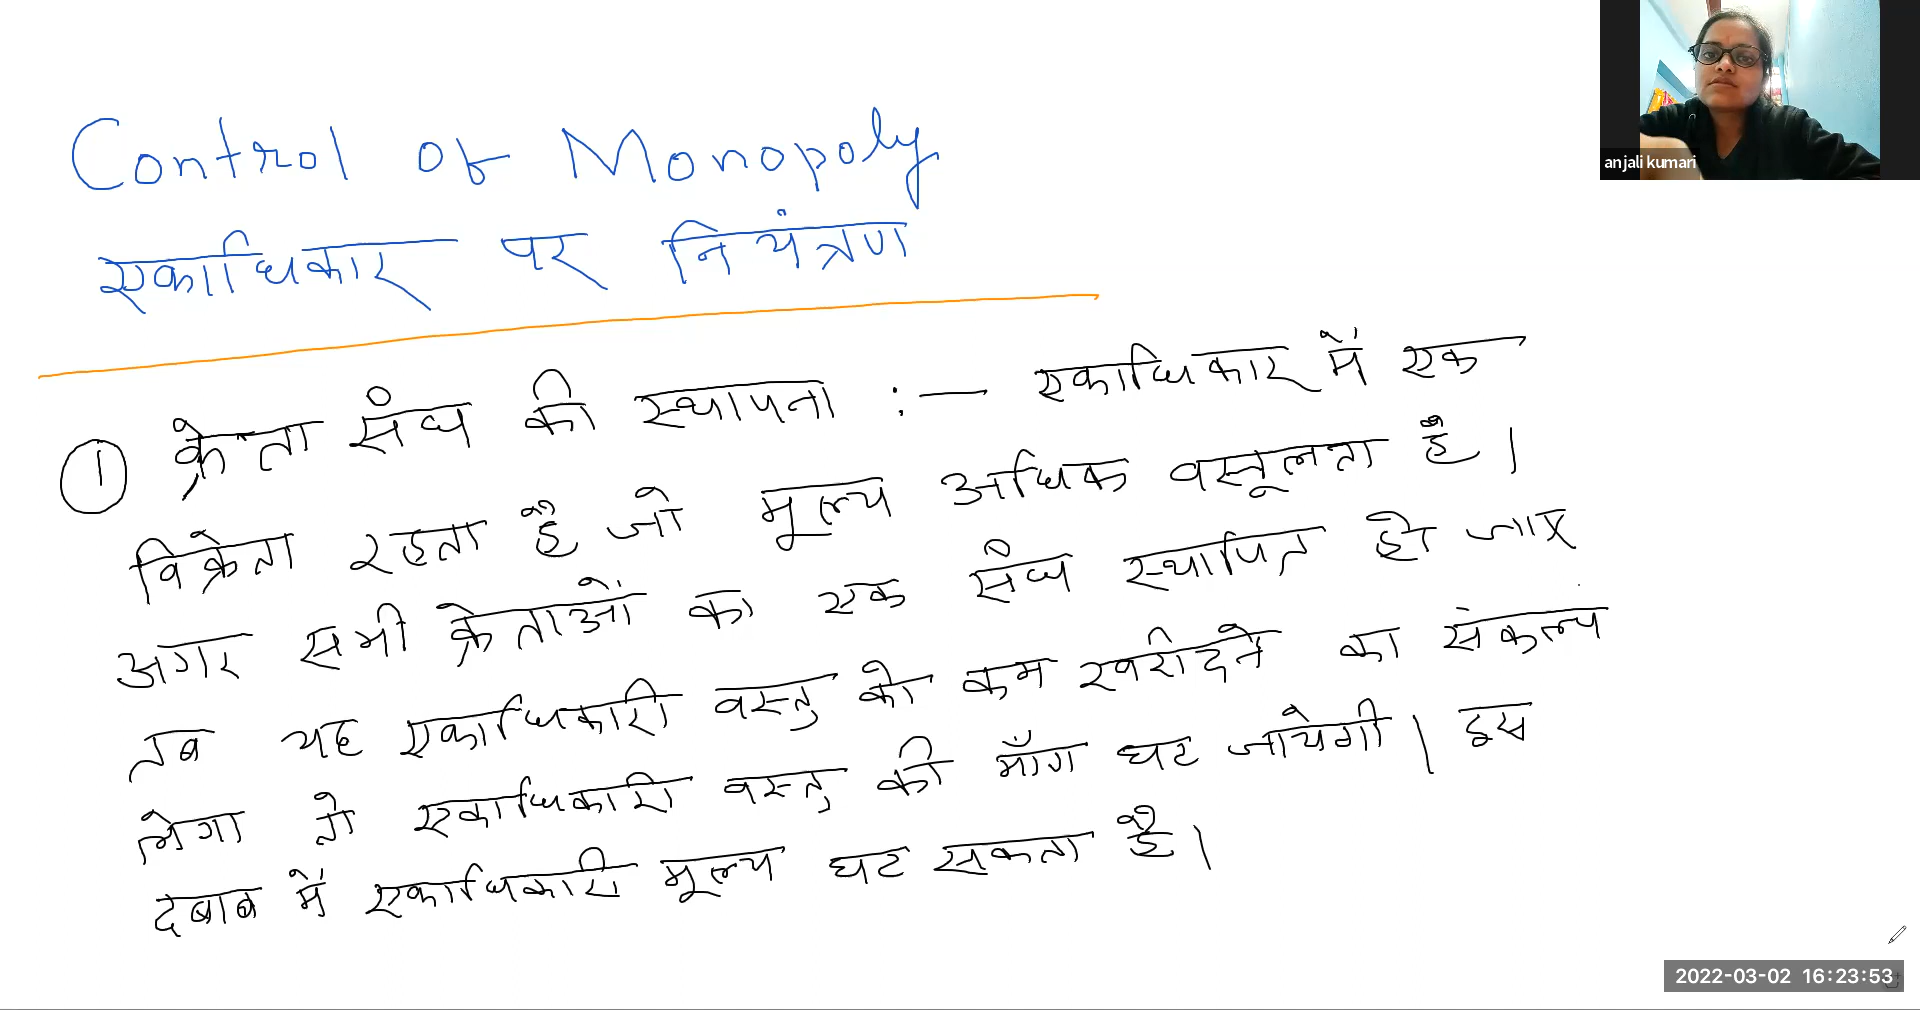 Control of Monopoly
एकाधिकार पर नियंत्रण
① क्रेता संघ की स्थापना :— एकाधिकार में एक
विक्रेता रहता है जो मूल्य अधिक वसूलता है।
अगर सभी क्रेताओं का एक संघ स्थापित हो जाए
तब यह एकाधिकारी वस्तु को कम खरीदने का संकल्प
लेगा तो एकाधिकारी वस्तु की माँग घट जायेगी। इस
दबाब में एकाधिकारी मूल्य घट सकता है।
anjali kumari
2022-03-02 16:23:53